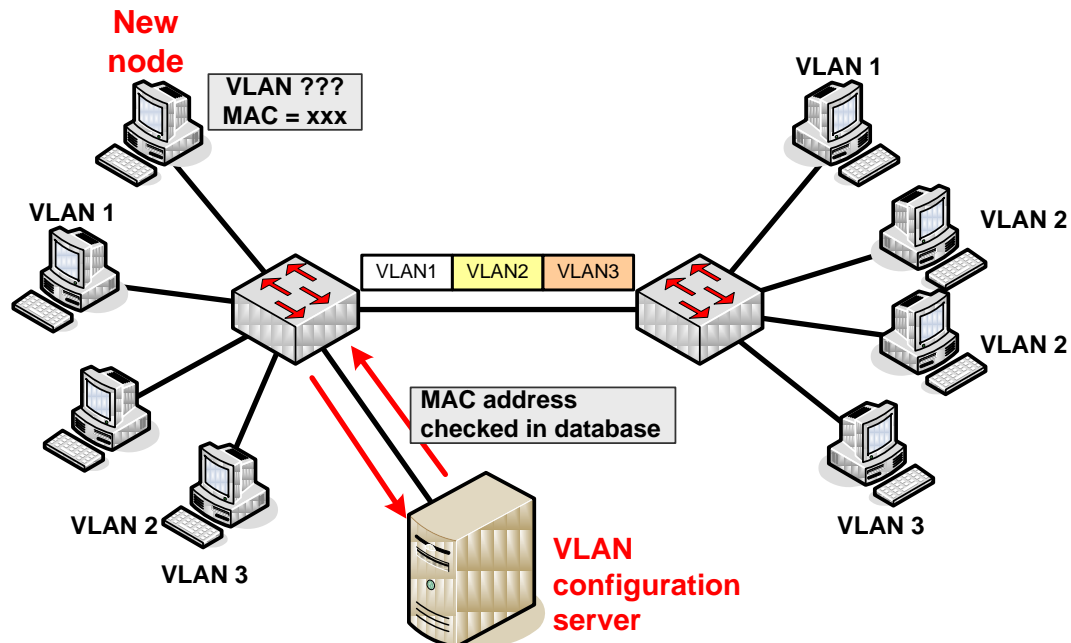 New
node
VLAN ???
MAC = xxx
VLAN 1
VLAN 1
VLAN 2
VLAN1 VLAN2 VLAN3
VLAN 2
MAC address
checked in database
VLAN 2
VLAN 3
VLAN 3
VLAN
configuration
server